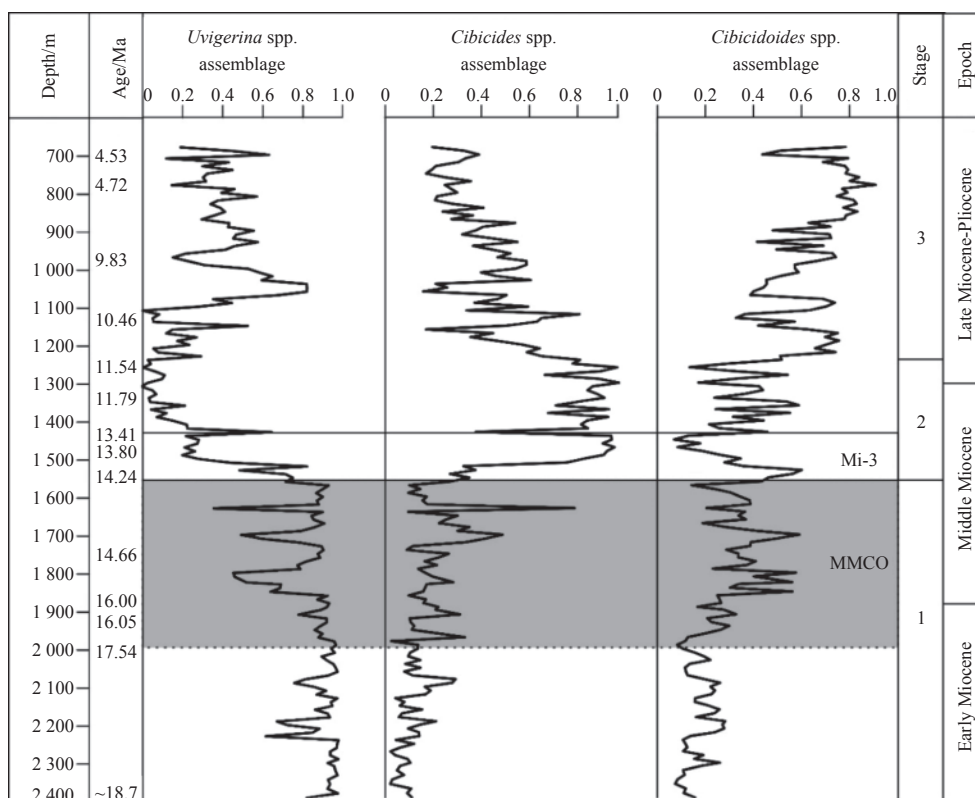 Depth/m
Age/Ma
Uvigerina spp.
assemblage
Cibicides spp.
assemblage
Cibicidoides spp.
assemblage
Stage
Epoch
0 0.2 0.4 0.6 0.8 1.0
0.2 0.4 0.6 0.8 1.0
0.2 0.4 0.6 0.8 1.0
700
800
900
1 000
1 100
1 200
1 300
1 400
1 500
1 600
1 700
1 800
1 900
2 000
2 100
2 200
2 300
2 400
4.53
4.72
9.83
10.46
11.54
11.79
13.41
13.80
14.24
14.66
16.00
16.05
17.54
~18.7
Mi-3
MMCO
3
2
1
Late Miocene-Pliocene
Middle Miocene
Early Miocene